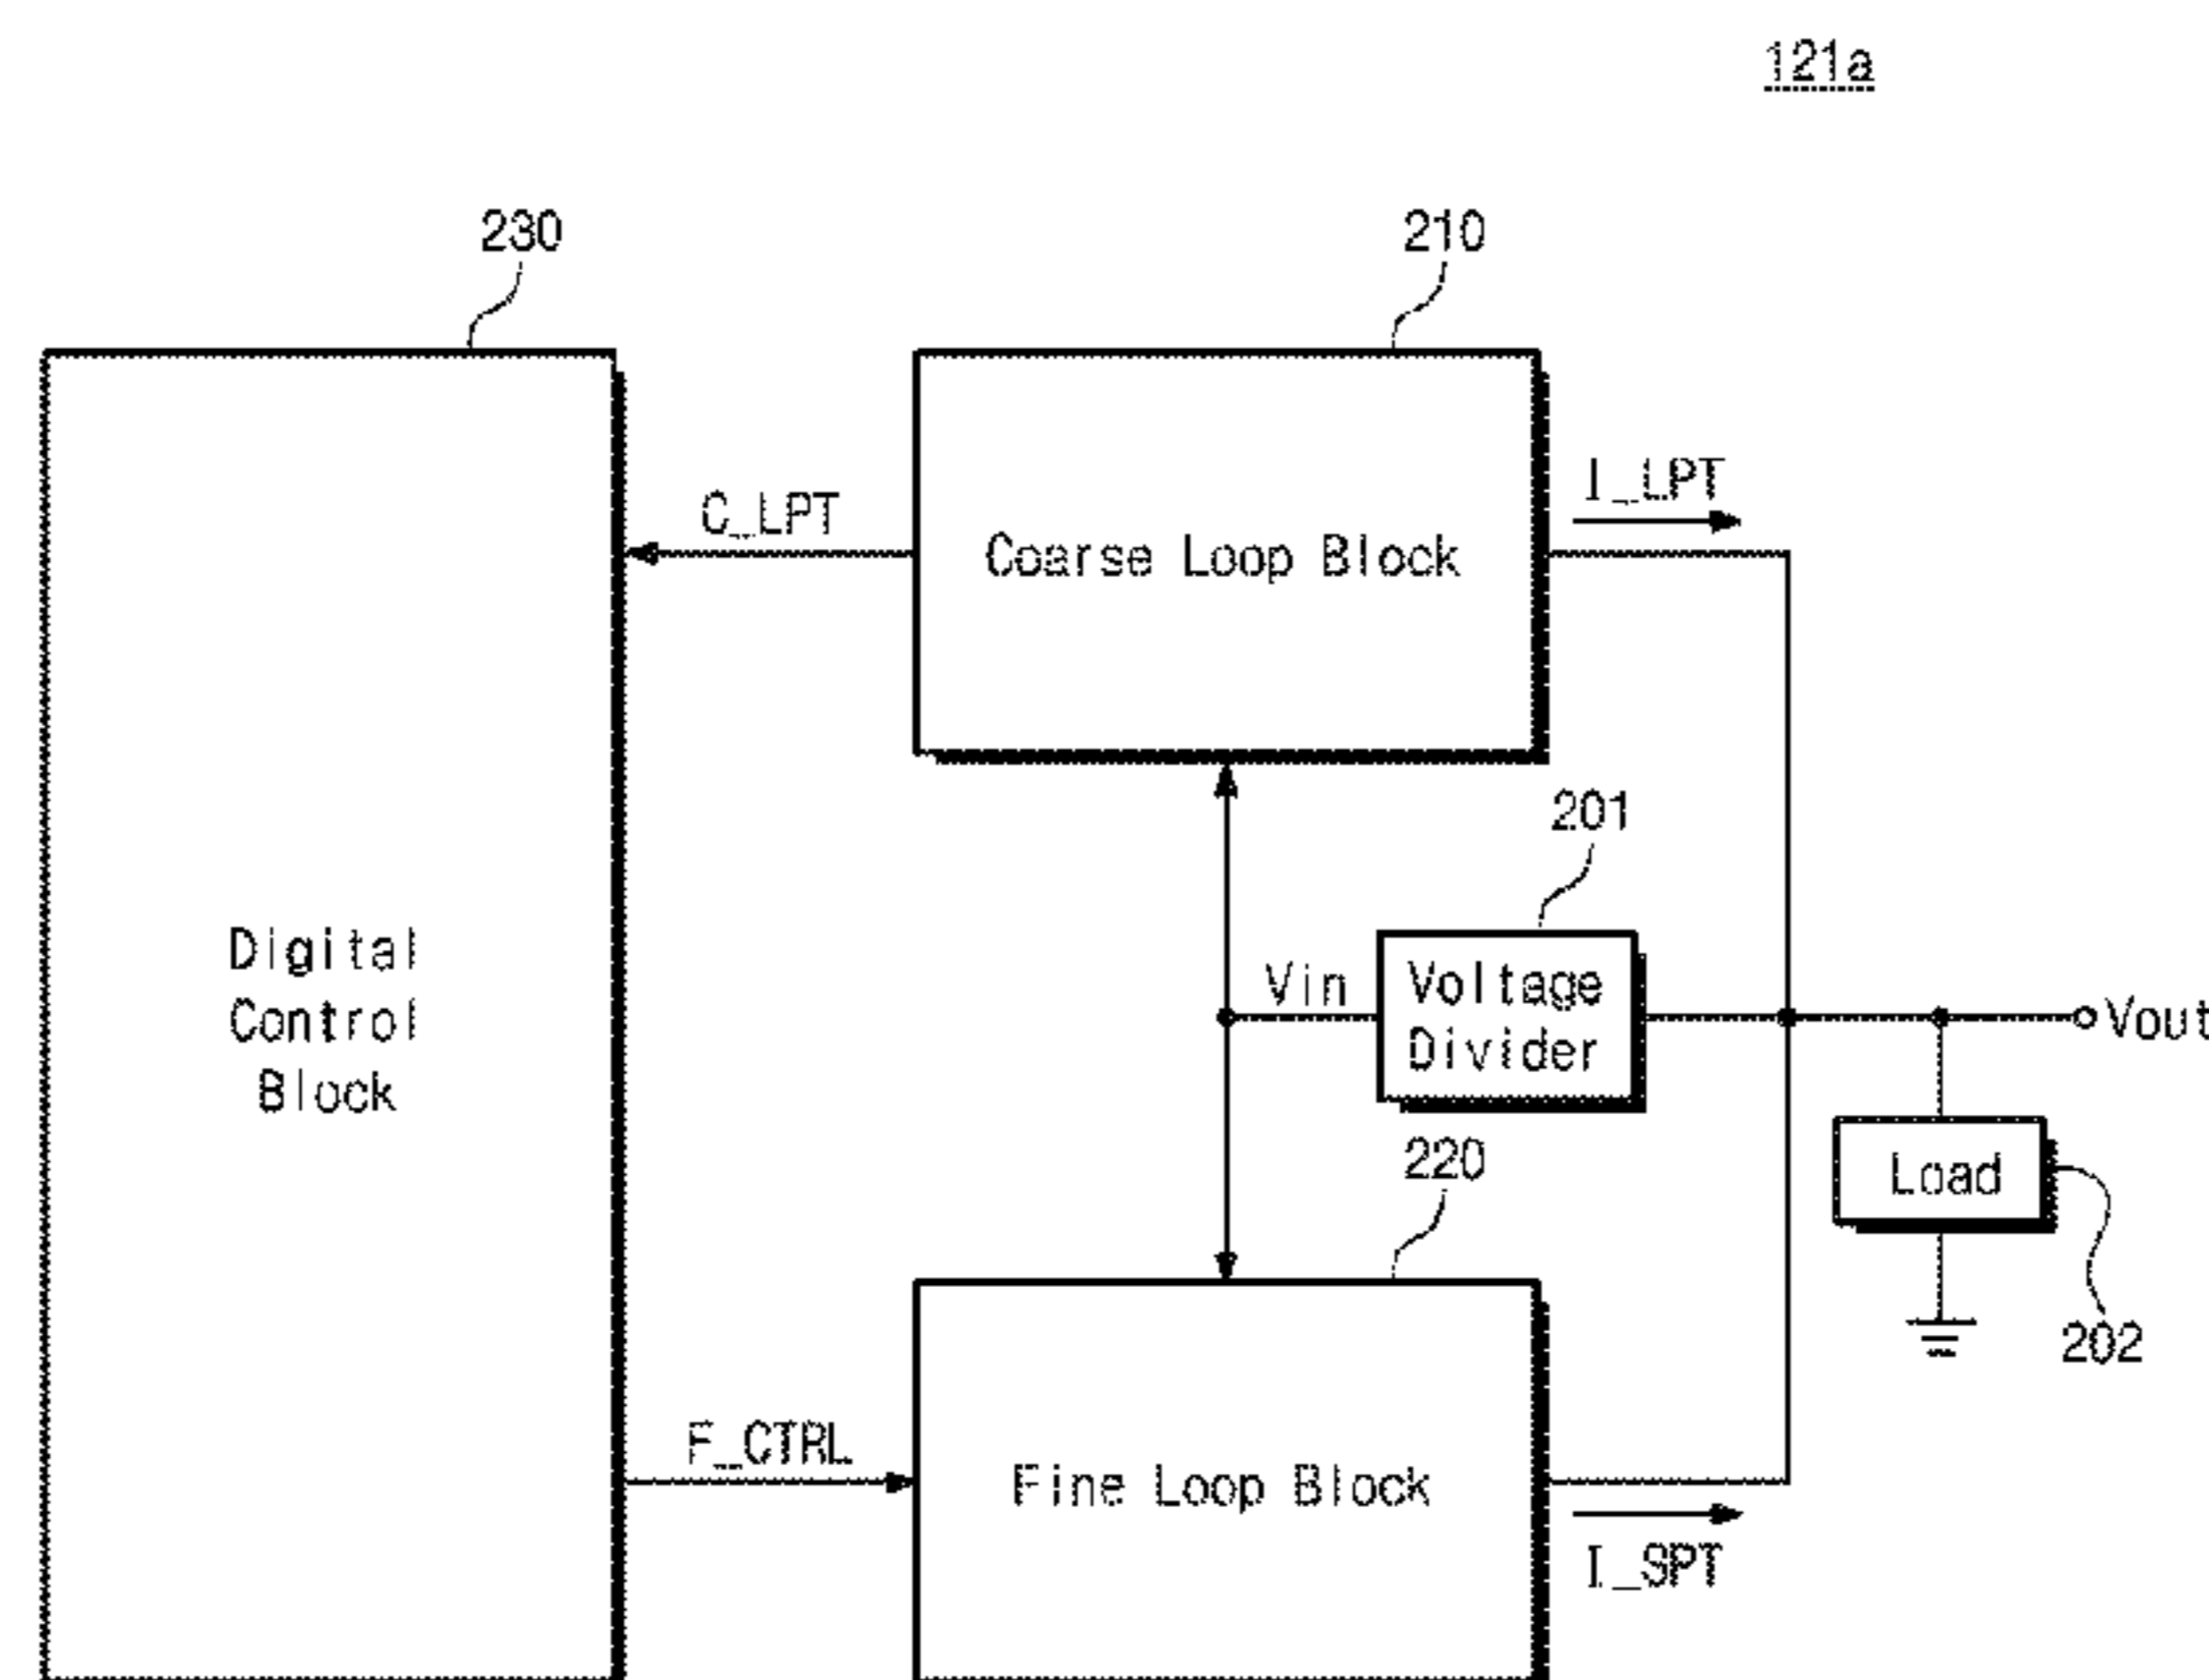 121a
230
210
C_LPT
Coarse Loop Block
I_LPT
201
Digital
Control
Block
Vin
Voltage
Divider
Vout
220
Load
202
F_CTRL
Fine Loop Block
I_SPT